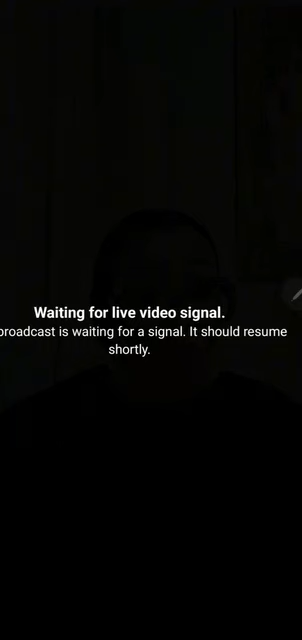 Waiting for live video signal.
broadcast is waiting for a signal. It should resume
shortly.